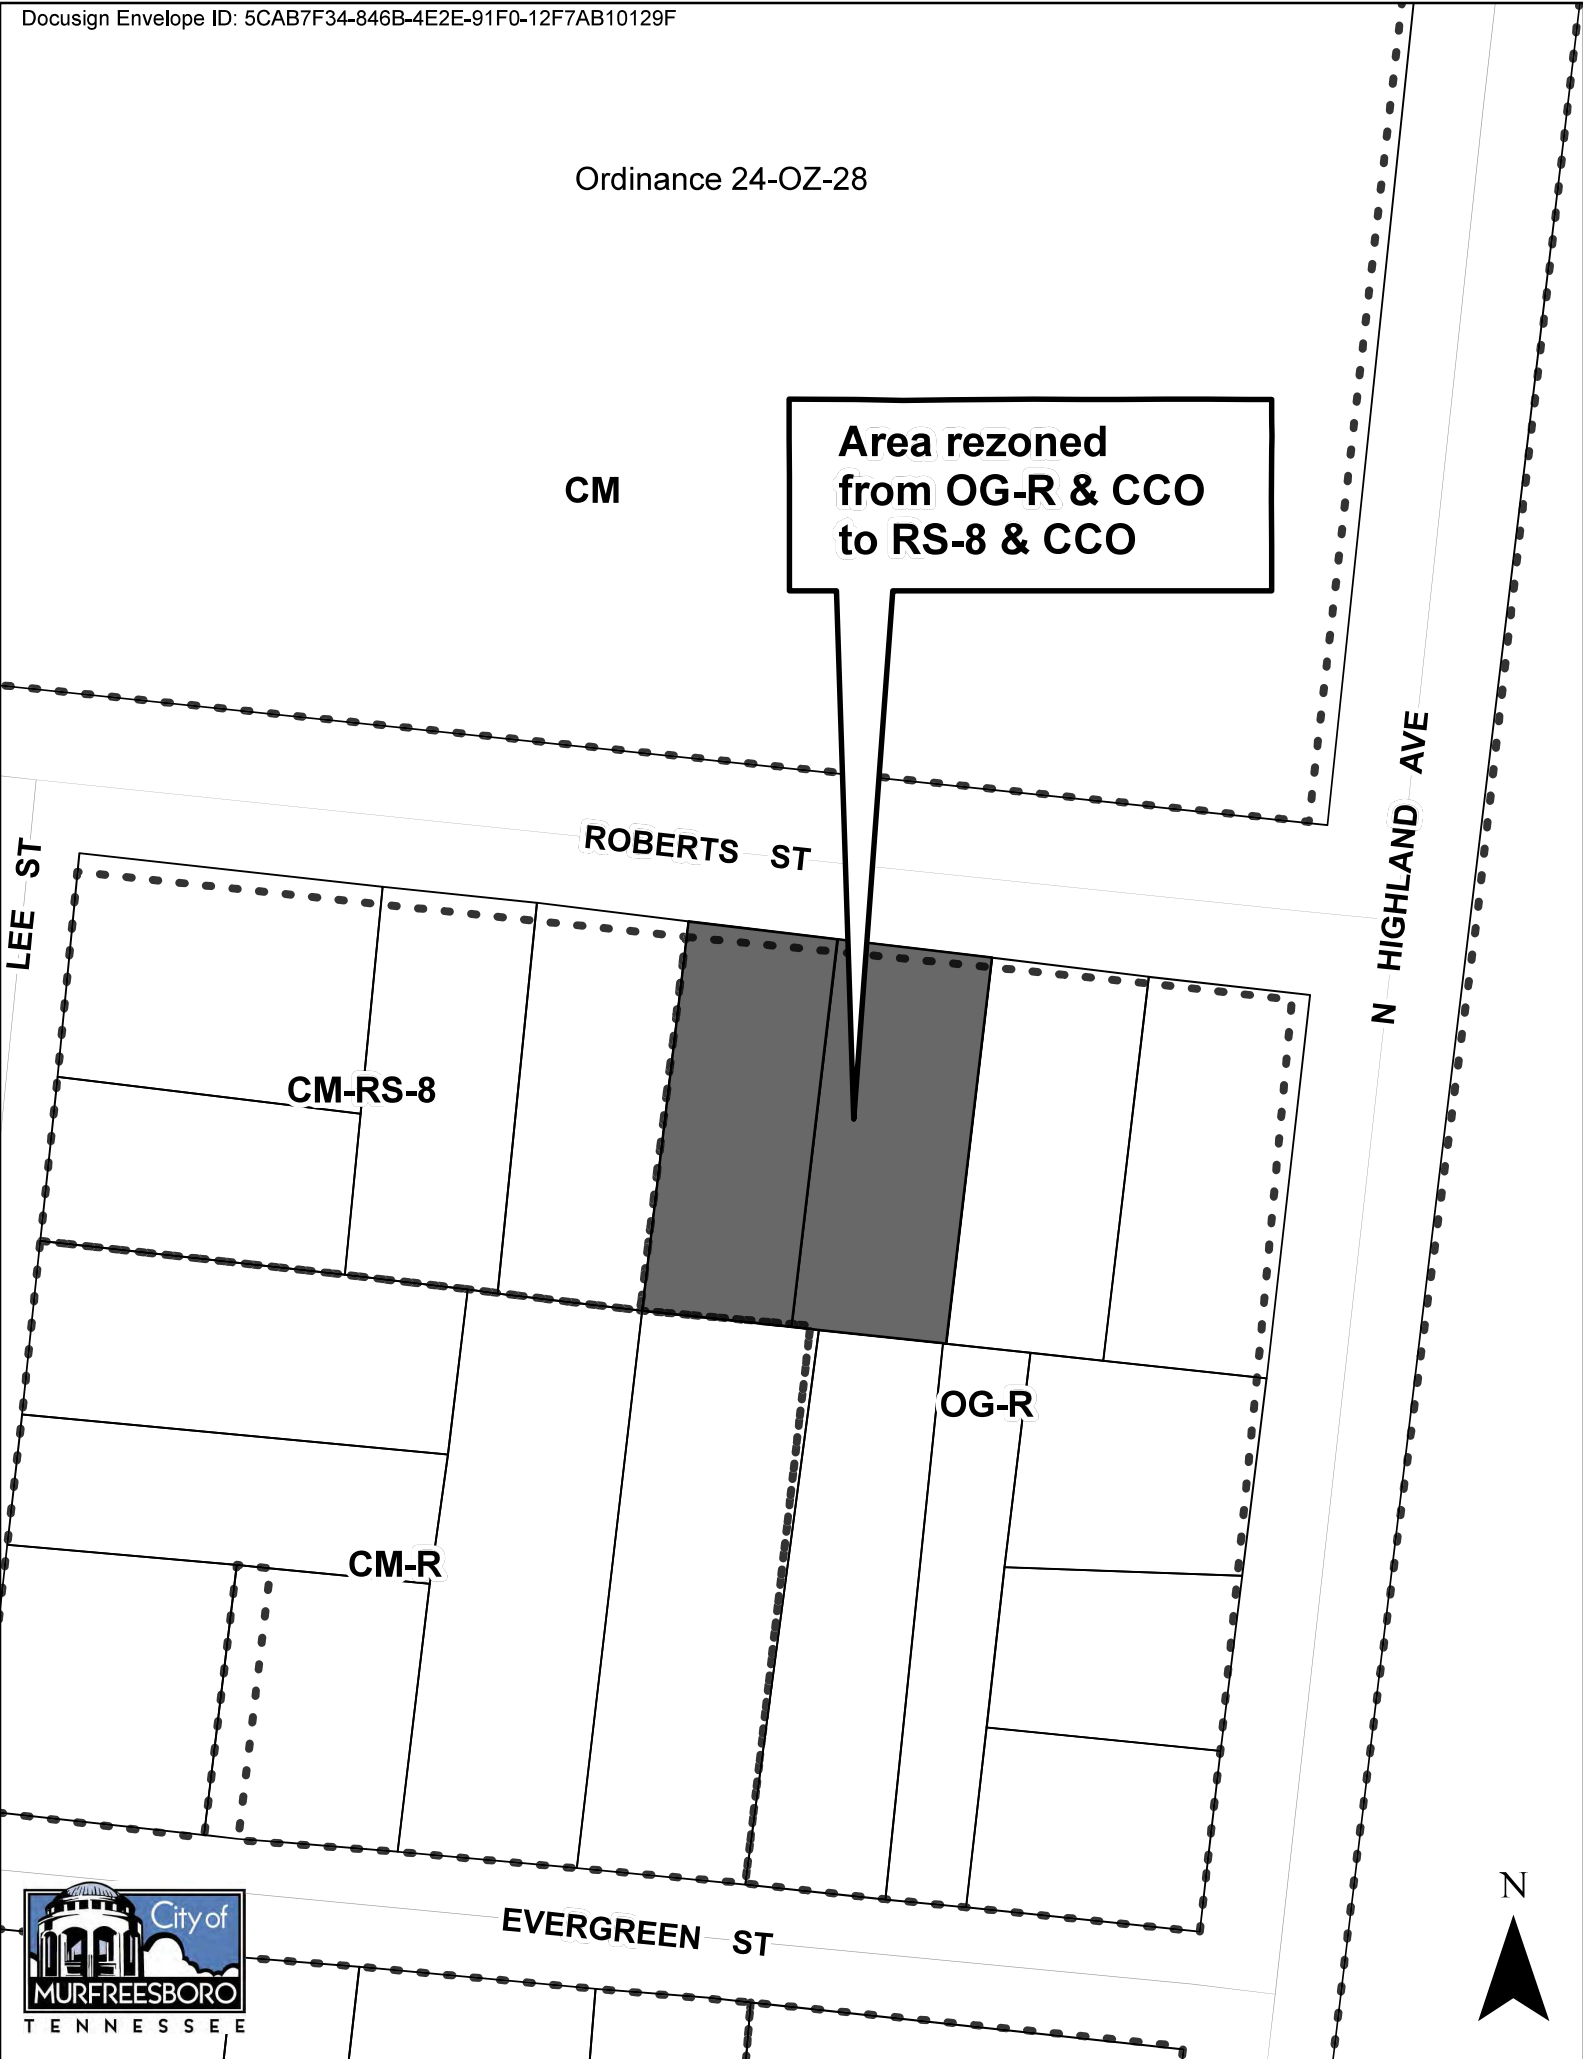 Docusign Envelope ID: 5CAB7F34-846B-4E2E-91F0-12F7AB10129F
Ordinance 24-OZ-28
Area rezoned
from OG-R & CCO
to RS-8 & CCO
CM
N HIGHLAND AVE
ROBERTS ST
LEE ST
CM-RS-8
OG-R
CM-R
EVERGREEN ST
N
City of
MURFREESBORO
TENNESSEE